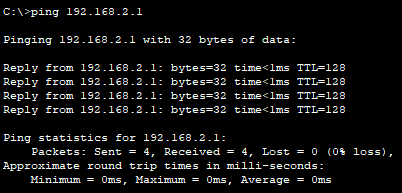 C:\>ping 192.168.2.1
Pinging 192.168.2.1 with 32 bytes of data:
Reply from 192.168.2.1: bytes=32 time<1ms TTL=128
Reply from 192.168.2.1: bytes=32 time<1ms TTL=128
Reply from 192.168.2.1: bytes=32 time<1ms TTL=128
Reply from 192.168.2.1: bytes=32 time<1ms TTL=128
Ping statistics for 192.168.2.1:
Packets: Sent = 4, Received = 4, Lost = 0 (0% loss),
Approximate round trip times in milli-seconds:
Minimum = 0ms, Maximum = 0ms, Average = 0ms